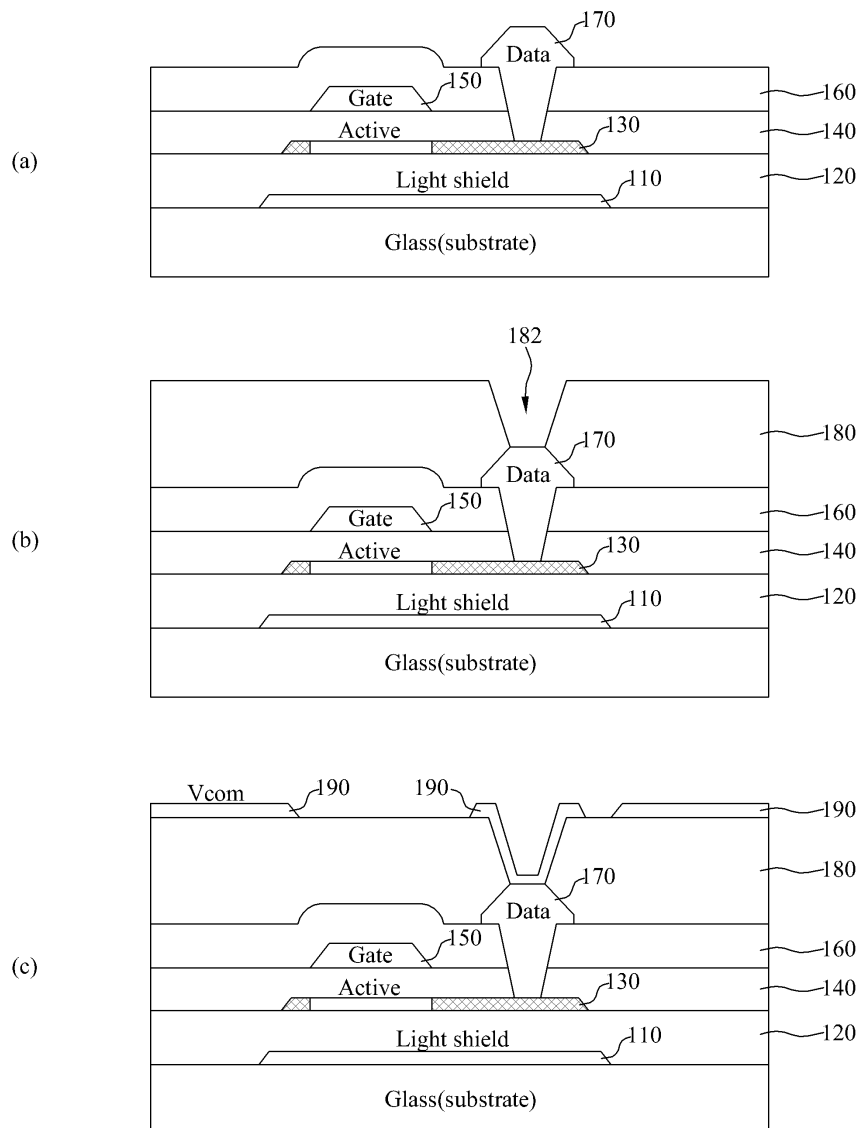 170
Data
150
Gate
160
Active
130
140
(a)
Light shield
110
120
Glass(substrate)
182
170
180
Data
150
Gate
160
(b)
Active
130
140
Light shield
110
120
Glass(substrate)
Vcom
190
190
190
170
180
Data
150
Gate
160
(c)
Active
130
140
Light shield
110
120
Glass(substrate)